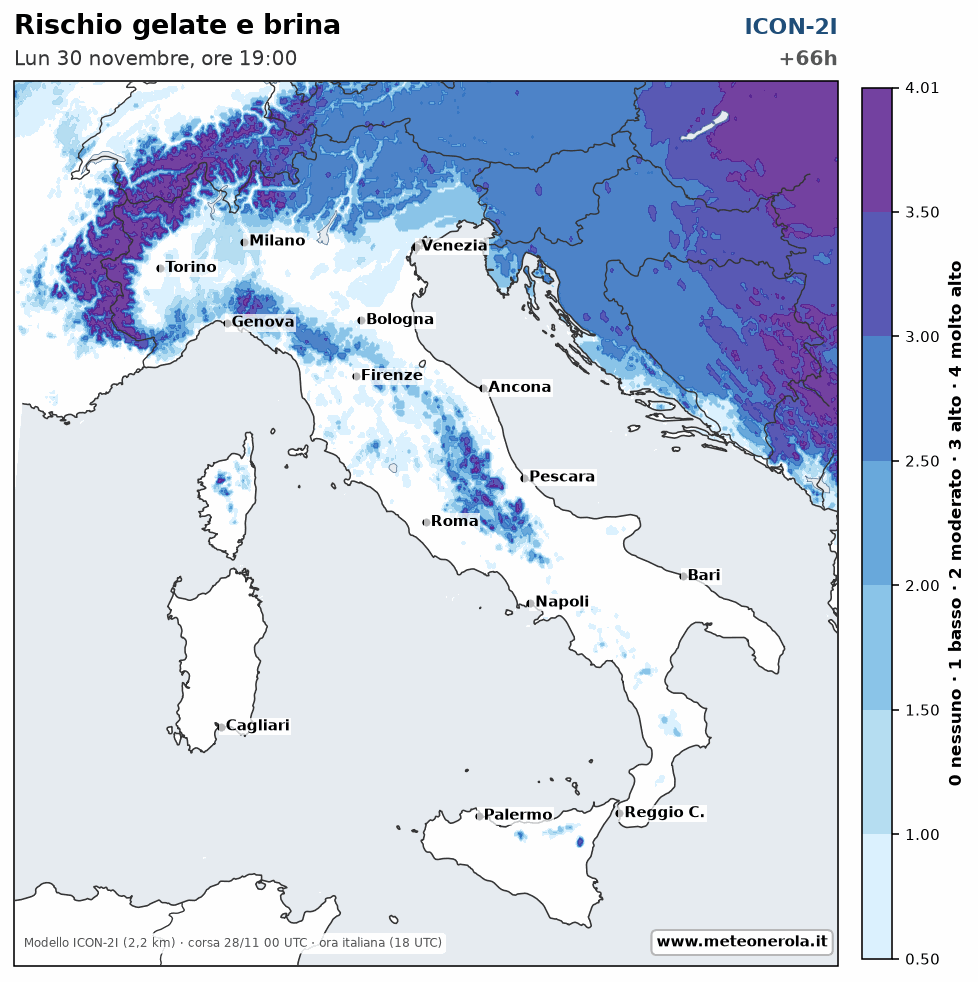 Rischio gelate e brina
ICON-2I
Lun 30 novembre, ore 19:00
+66h
4.01
3.50
3.00
2.50
2.00
1.50
1.00
0.50
0 nessuno · 1 basso · 2 moderato · 3 alto · 4 molto alto
Milano
Venezia
Torino
Genova
Bologna
Firenze
Ancona
Pescara
Roma
Bari
Napoli
Cagliari
Palermo
Reggio C.
Modello ICON-2I (2,2 km) · corsa 28/11 00 UTC · ora italiana (18 UTC)
www.meteonerola.it